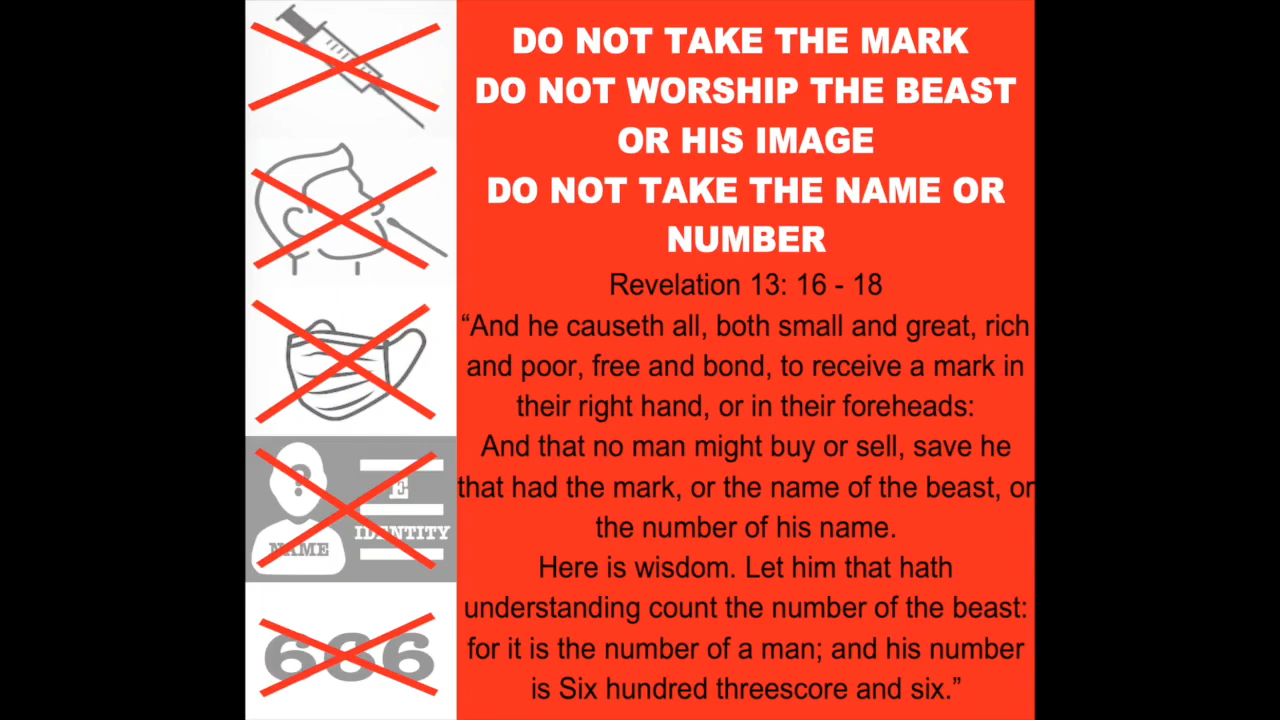 DO NOT TAKE THE MARK
DO NOT WORSHIP THE BEAST
OR HIS IMAGE
DO NOT TAKE THE NAME OR
NUMBER
Revelation 13: 16 - 18
“And he causeth all, both small and great, rich
and poor, free and bond, to receive a mark in
their right hand, or in their foreheads:
And that no man might buy or sell, save he
that had the mark, or the name of the beast, or
the number of his name.
Here is wisdom. Let him that hath
understanding count the number of the beast:
for it is the number of a man; and his number
is Six hundred threescore and six.”
?
NAME
E
IDENTITY
666